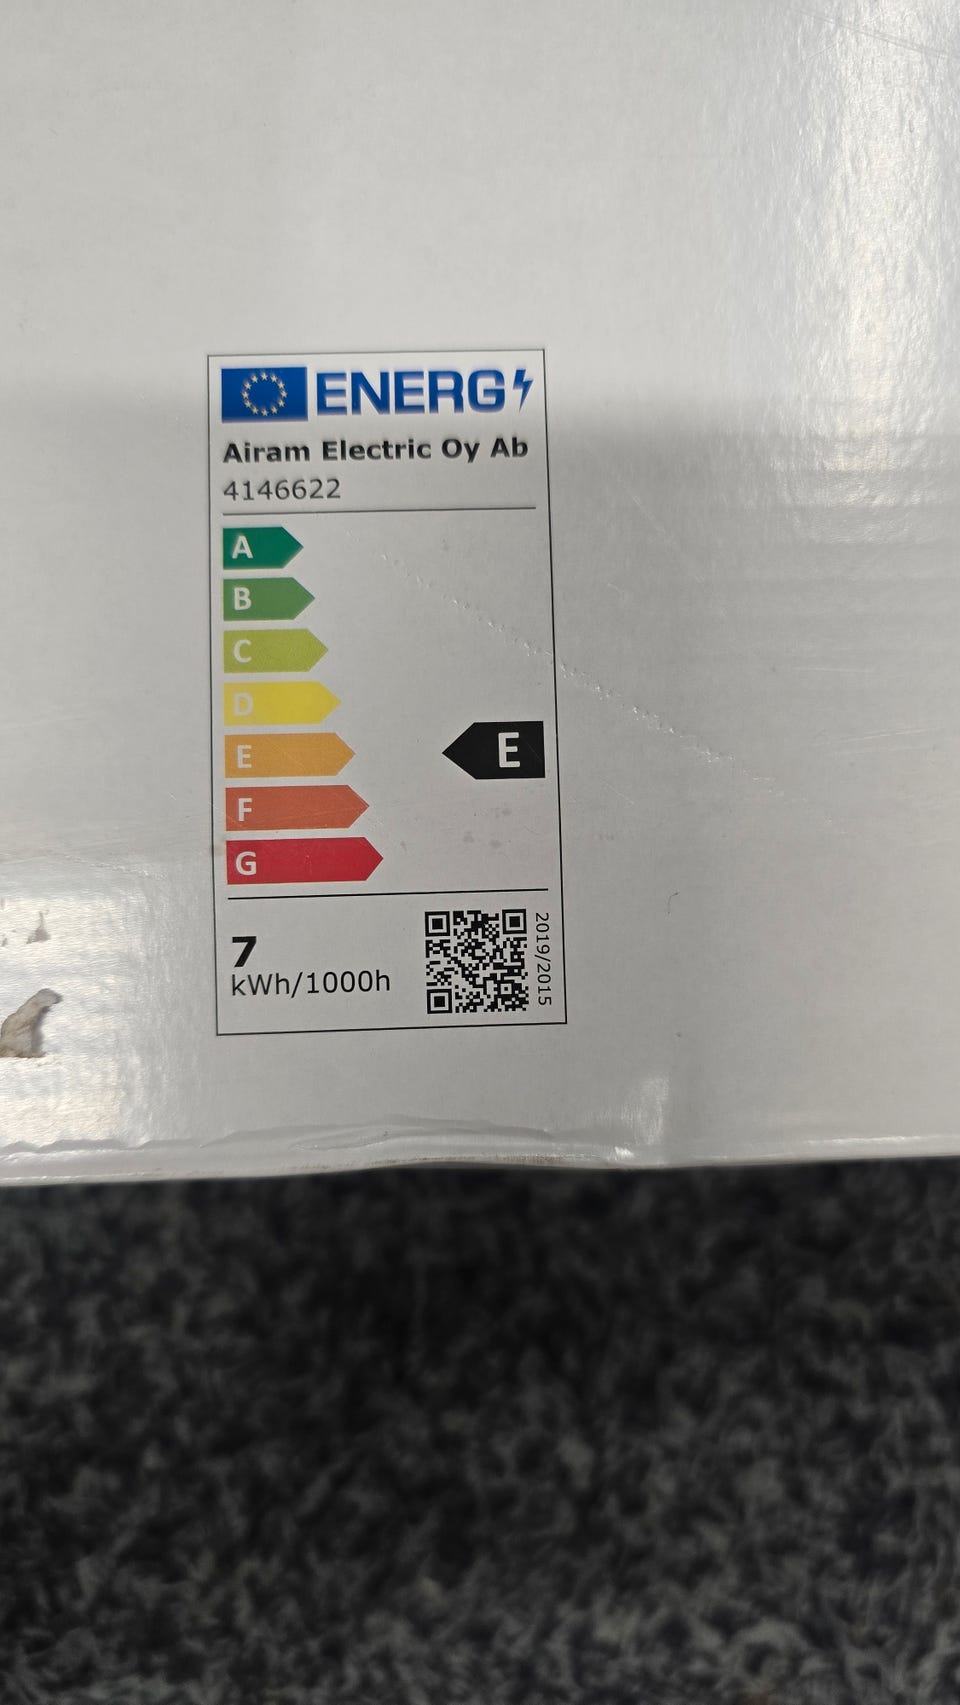 ENERG
Airam Electric Oy Ab
4146622
A
B
C
D
E
E
F
G
7
kWh/1000h
2019/2015